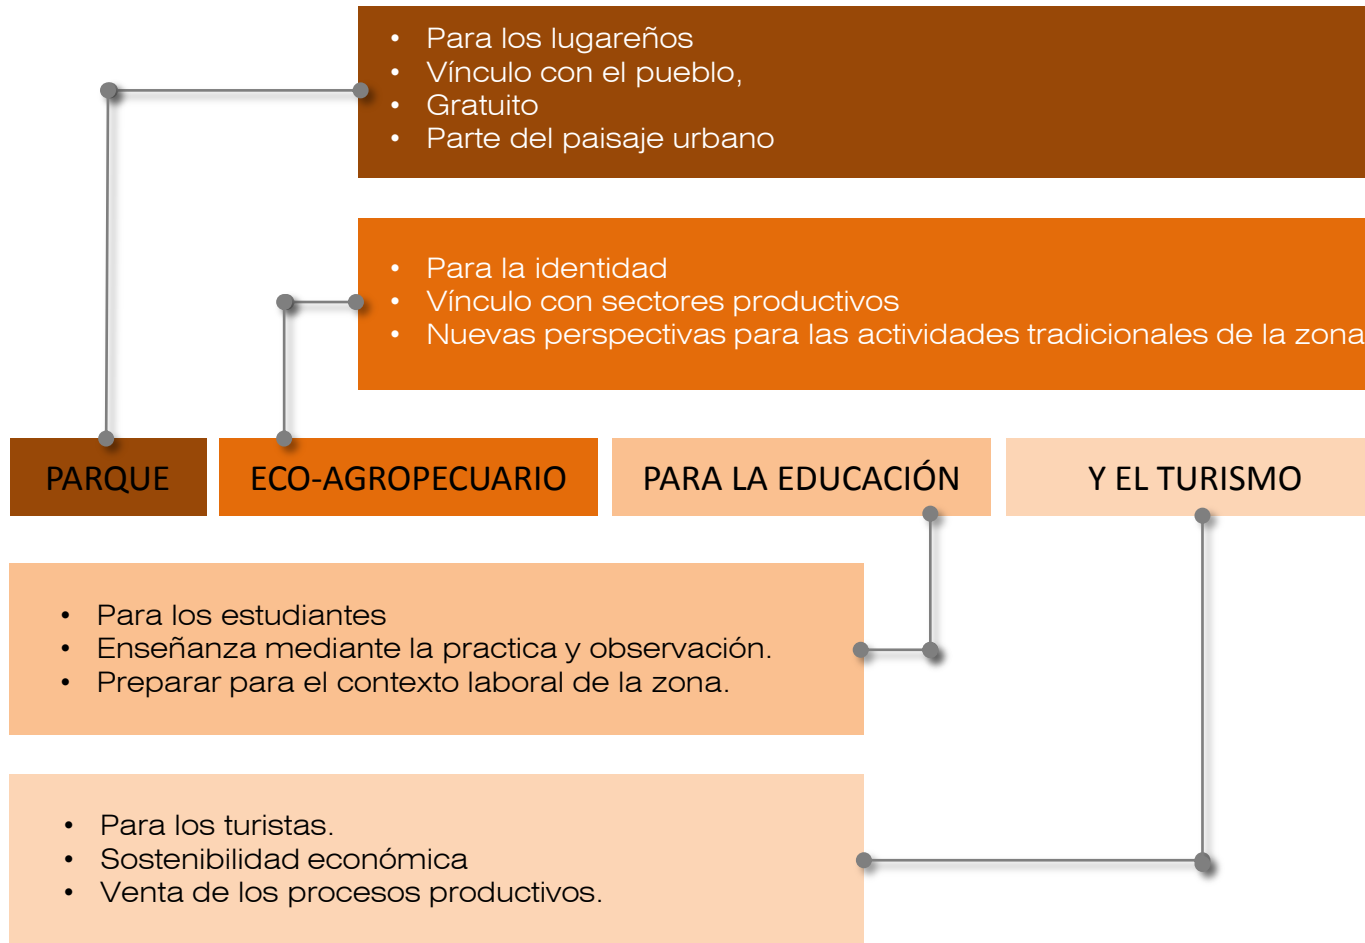 • Para los lugareños
• Vínculo con el pueblo,
• Gratuito
• Parte del paisaje urbano
• Para la identidad
• Vínculo con sectores productivos
• Nuevas perspectivas para las actividades tradicionales de la zona
PARQUE
ECO-AGROPECUARIO
PARA LA EDUCACIÓN
Y EL TURISMO
• Para los estudiantes
• Enseñanza mediante la practica y observación.
• Preparar para el contexto laboral de la zona.
• Para los turistas.
• Sostenibilidad económica
• Venta de los procesos productivos.